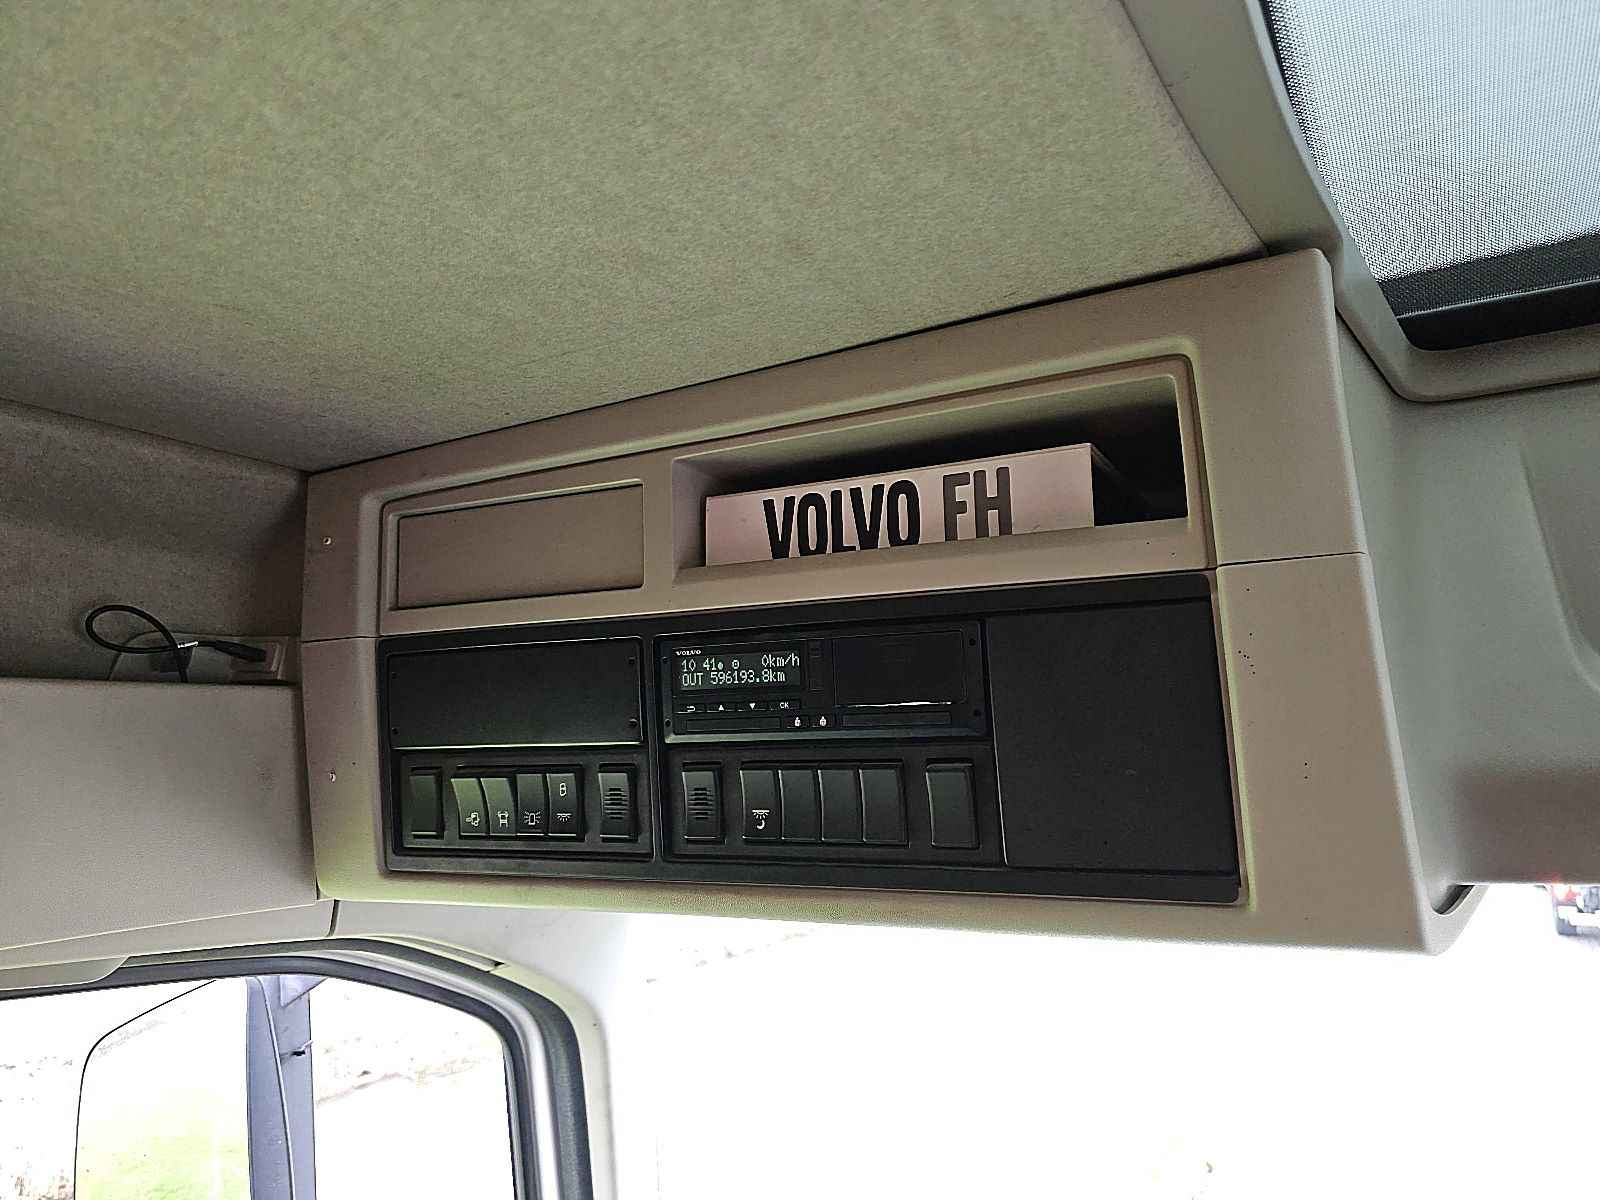 VOLVO FH
VOLVO
10 41 0km/h
OUT 596193.8km
OK